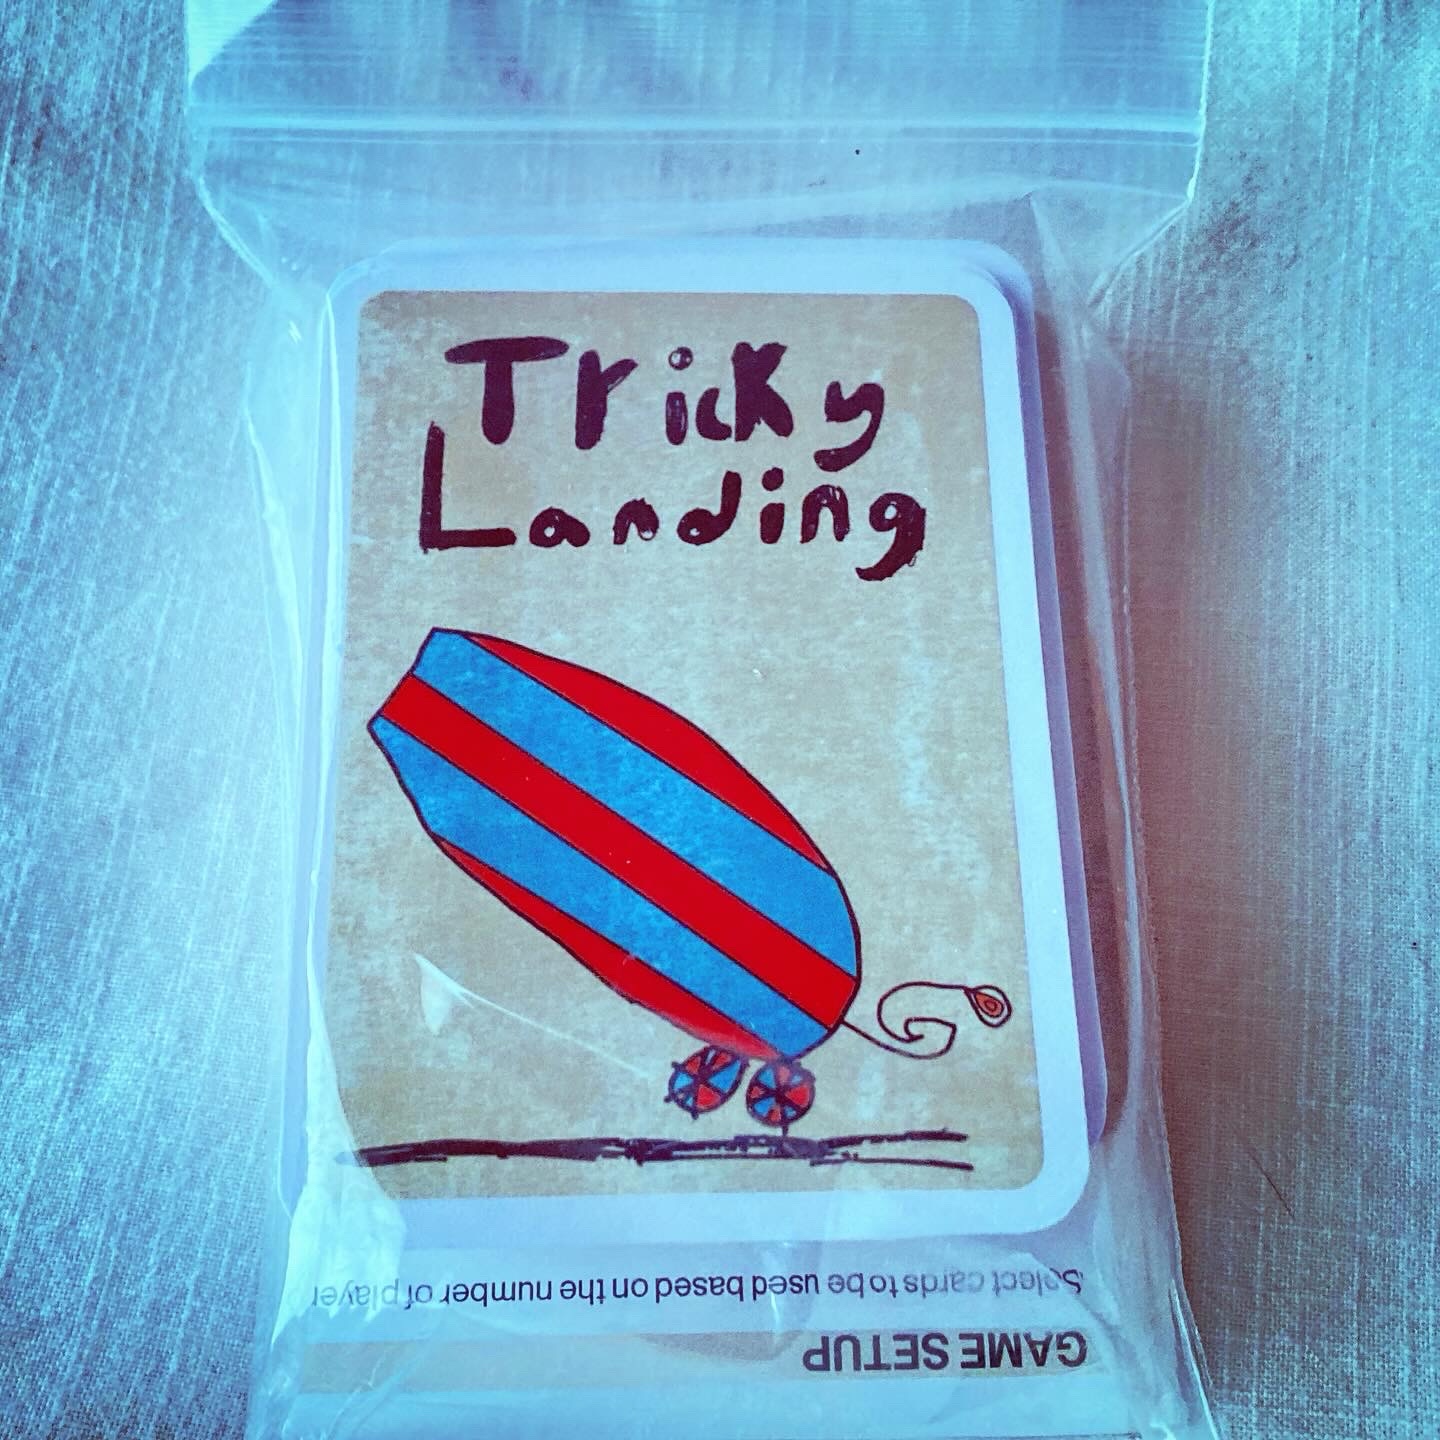 Tricky
Landing
GAME SETUP
Select cards to be used based on the number of player